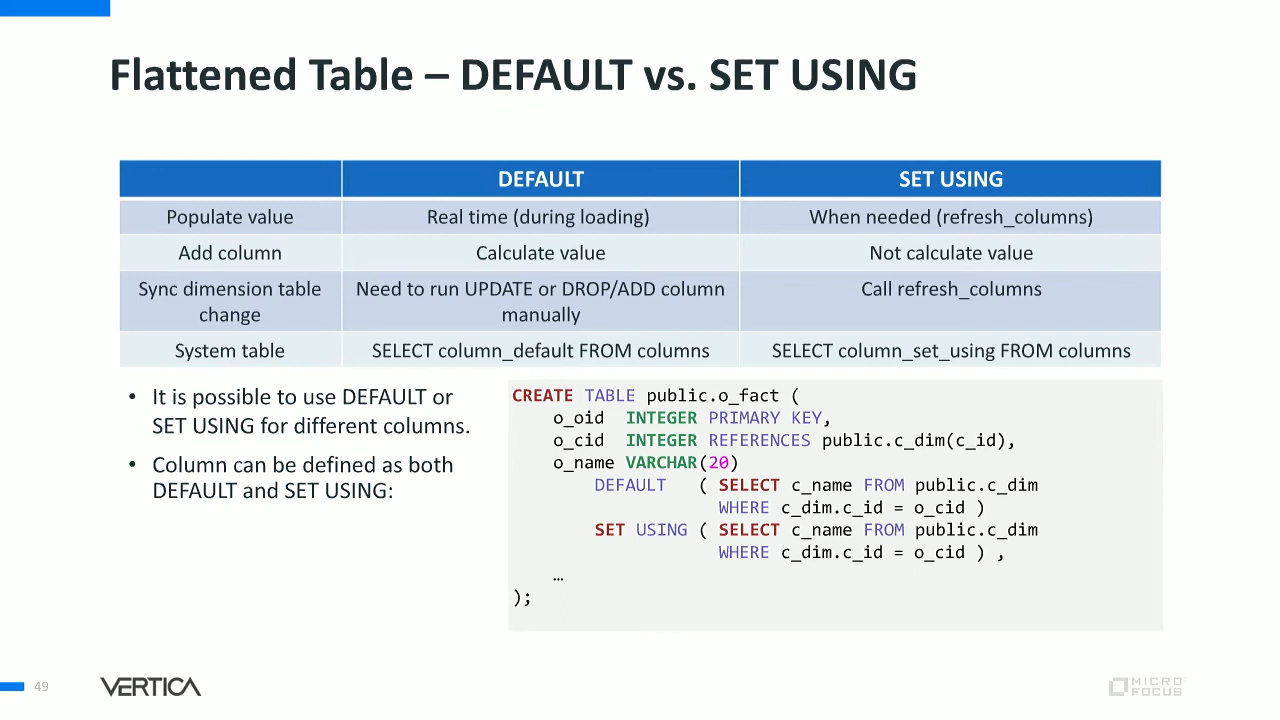 Flattened Table – DEFAULT vs. SET USING
DEFAULT SET USING
Populate value Real time (during loading) When needed (refresh_columns)
Add column Calculate value Not calculate value
Sync dimension table change Need to run UPDATE or DROP/ADD column manually Call refresh_columns
System table SELECT column_default FROM columns SELECT column_set_using FROM columns
• It is possible to use DEFAULT or
SET USING for different columns.
• Column can be defined as both
DEFAULT and SET USING:
CREATE TABLE public.o_fact (
    o_oid  INTEGER PRIMARY KEY,
    o_cid  INTEGER REFERENCES public.c_dim(c_id),
    o_name VARCHAR(20)
        DEFAULT   ( SELECT c_name FROM public.c_dim
                    WHERE c_dim.c_id = o_cid )
        SET USING ( SELECT c_name FROM public.c_dim
                    WHERE c_dim.c_id = o_cid ) ,
    …
);
49
VERTICA
MICRO
FOCUS